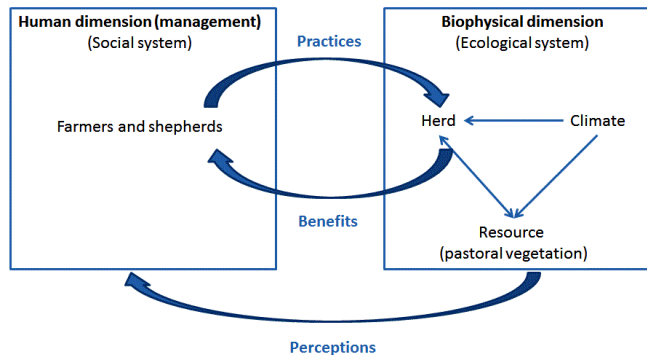 Human dimension (management)
(Social system)
Farmers and shepherds
Practices
Benefits
Perceptions
Biophysical dimension
(Ecological system)
Herd
Climate
Resource
(pastoral vegetation)